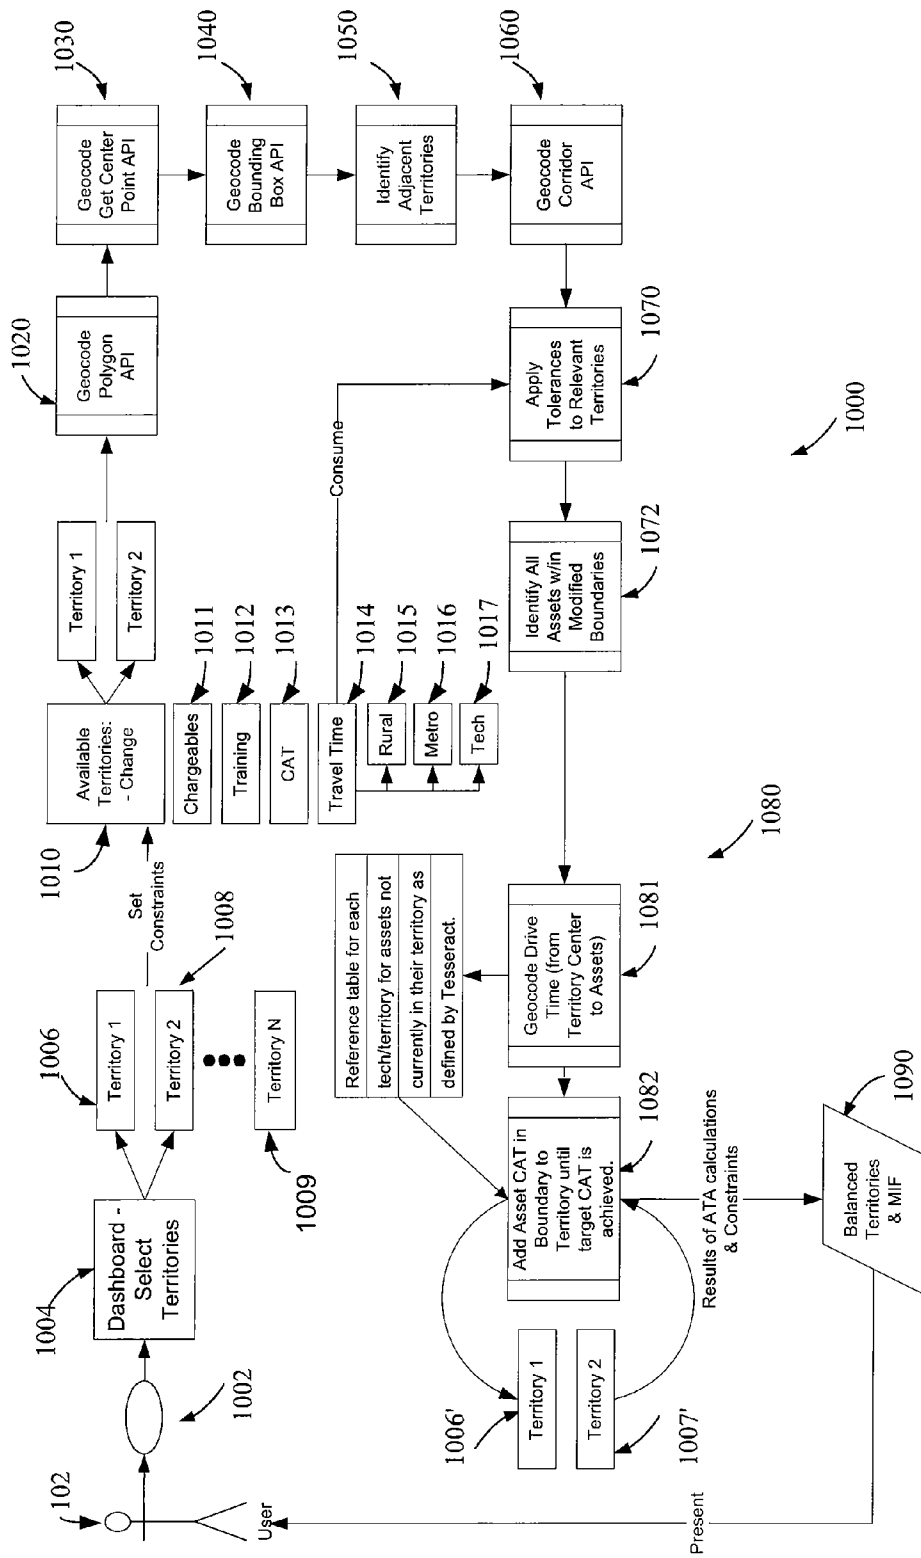 102
User
1002
1004
Dashboard -
Select
Territories
1006
Territory 1
1008
Territory 2
Territory N
1009
Set
Constraints
1010
Available
Territories:
- Change
Territory 1
Territory 2
Chargeables
1011
Training
1012
CAT
1013
Travel Time
1014
Rural
1015
Metro
1016
Tech
1017
Consume
1020
Geocode
Polygon
API
1030
Geocode
Get Center
Point API
1040
Geocode
Bounding
Box API
1050
Identify
Adjacent
Territories
1060
Geocode
Corridor
API
1070
Apply
Tolerances
to Relevant
Territories
1072
Identify All
Assets w/in
Modified
Boundaries
1000
1080
Reference table for each
tech/territory for assets not
currently in their territory as
defined by Tesseract.
1081
Geocode Drive
Time (from
Territory Center
to Assets)
1082
Add Asset CAT in
Boundary to
Territory until
target CAT is
achieved.
1006'
Territory 1
Territory 2
1007'
Results of ATA calculations
& Constraints
1090
Balanced
Territories
& MIF
Present